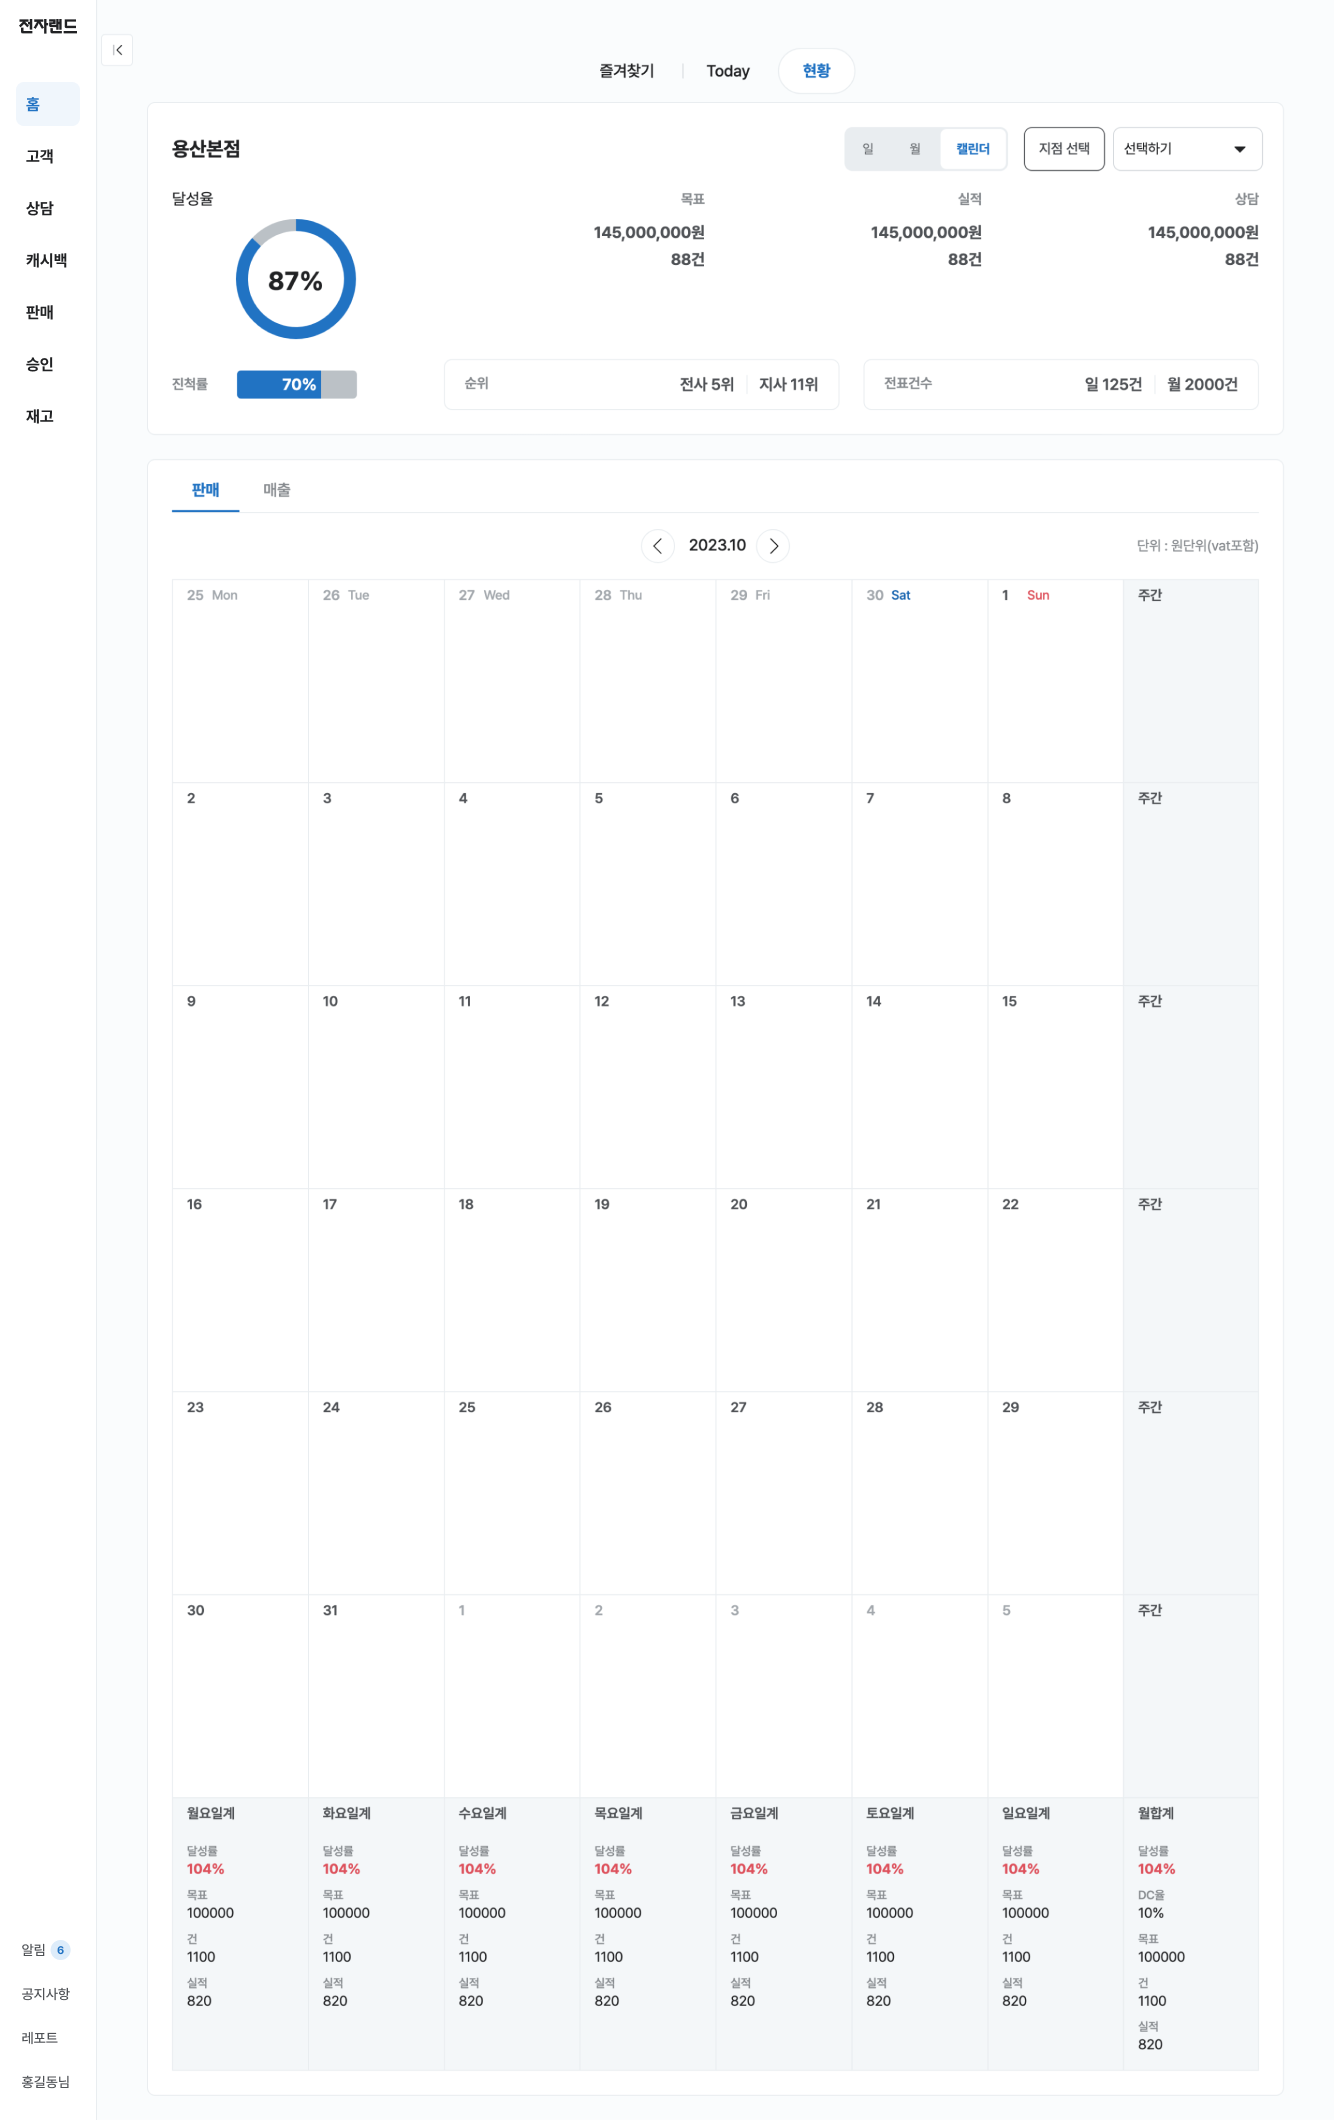 전자랜드
홈
고객
상담
캐시백
판매
승인
재고
알림 6
공지사항
레포트
홍길동님
즐겨찾기 | Today 현황
용산본점
일 월 캘린더 지점 선택 선택하기
달성율 목표 실적 상담
145,000,000원 145,000,000원 145,000,000원
88건 88건 88건
87%
진척률 70% 순위 전사 5위 지사 11위 전표건수 일 125건 월 2000건
판매 매출
2023.10 단위 : 원단위(vat포함)
25 Mon 26 Tue 27 Wed 28 Thu 29 Fri 30 Sat 1 Sun 주간
2 3 4 5 6 7 8 주간
9 10 11 12 13 14 15 주간
16 17 18 19 20 21 22 주간
23 24 25 26 27 28 29 주간
30 31 1 2 3 4 5 주간
월요일계 화요일계 수요일계 목요일계 금요일계 토요일계 일요일계 월합계
달성률 달성률 달성률 달성률 달성률 달성률 달성률 달성률
104% 104% 104% 104% 104% 104% 104% 104%
목표 목표 목표 목표 목표 목표 목표 DC율
100000 100000 100000 100000 100000 100000 100000 10%
건 건 건 건 건 건 건 목표
1100 1100 1100 1100 1100 1100 1100 100000
실적 실적 실적 실적 실적 실적 실적 건
820 820 820 820 820 820 820 1100
실적
820